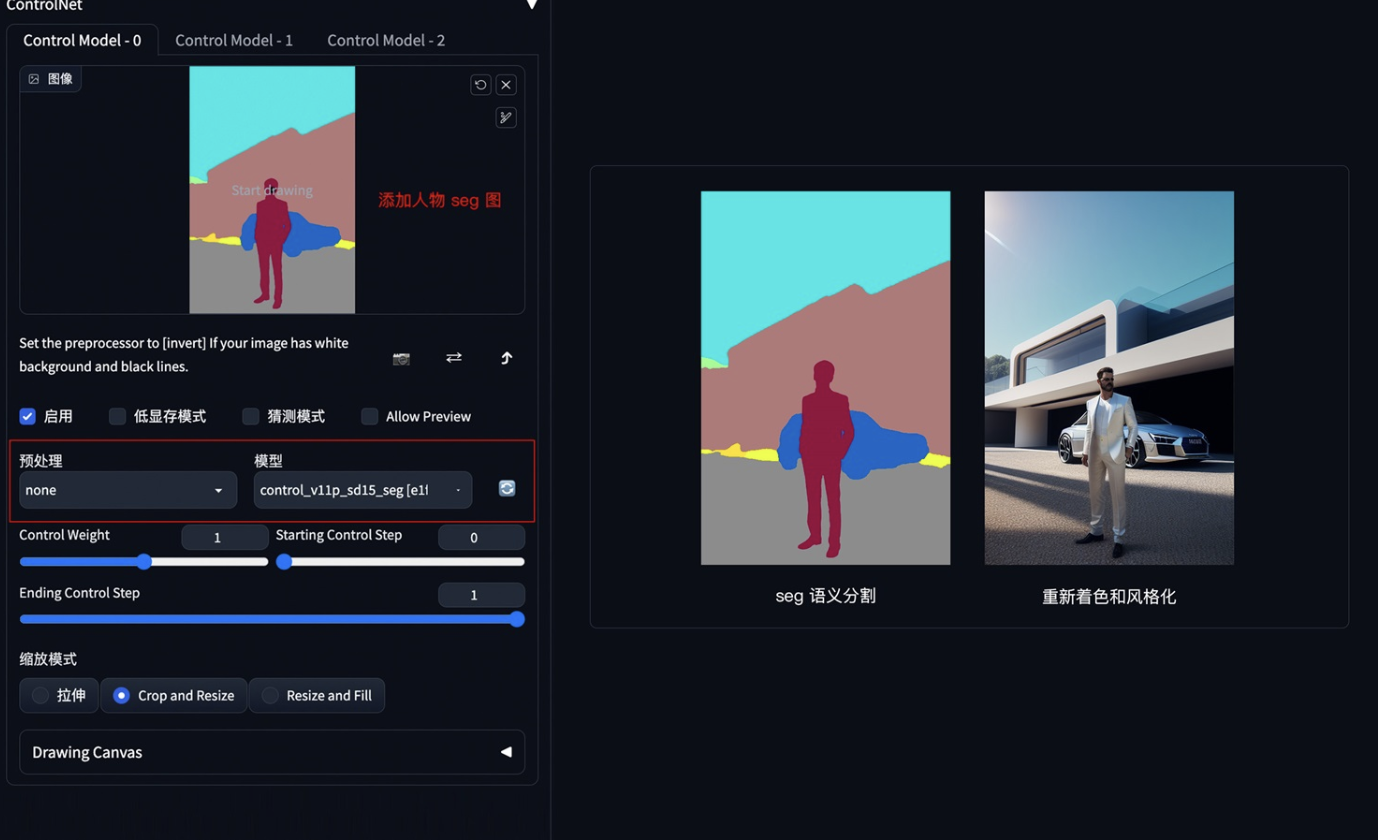 ControlNet
Control Model - 0
Control Model - 1
Control Model - 2
图像
Start drawing
添加人物 seg 图
Set the preprocessor to [invert] If your image has white
background and black lines.
启用
低显存模式
猜测模式
Allow Preview
预处理
模型
none
control_v11p_sd15_seg [e1f
Control Weight
1
Starting Control Step
0
Ending Control Step
1
缩放模式
拉伸
Crop and Resize
Resize and Fill
Drawing Canvas
seg 语义分割
重新着色和风格化